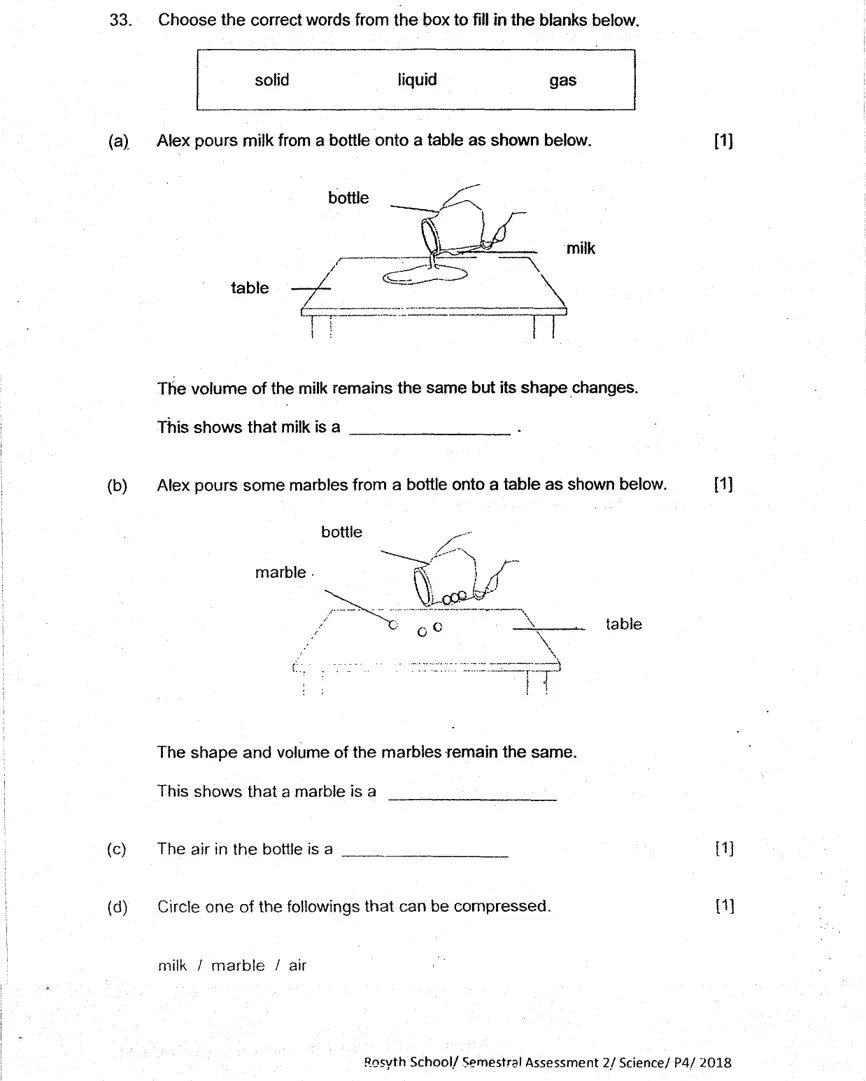 33. Choose the correct words from the box to fill in the blanks below.
solid liquid gas
(a) Alex pours milk from a bottle onto a table as shown below. [1]
bottle
milk
table
The volume of the milk remains the same but its shape changes.
This shows that milk is a ________________ .
(b) Alex pours some marbles from a bottle onto a table as shown below. [1]
bottle
marble
table
The shape and volume of the marbles remain the same.
This shows that a marble is a ________________
(c) The air in the bottle is a ________________ [1]
(d) Circle one of the followings that can be compressed. [1]
milk / marble / air
Rosyth School/ Semestral Assessment 2/ Science/ P4/ 2018